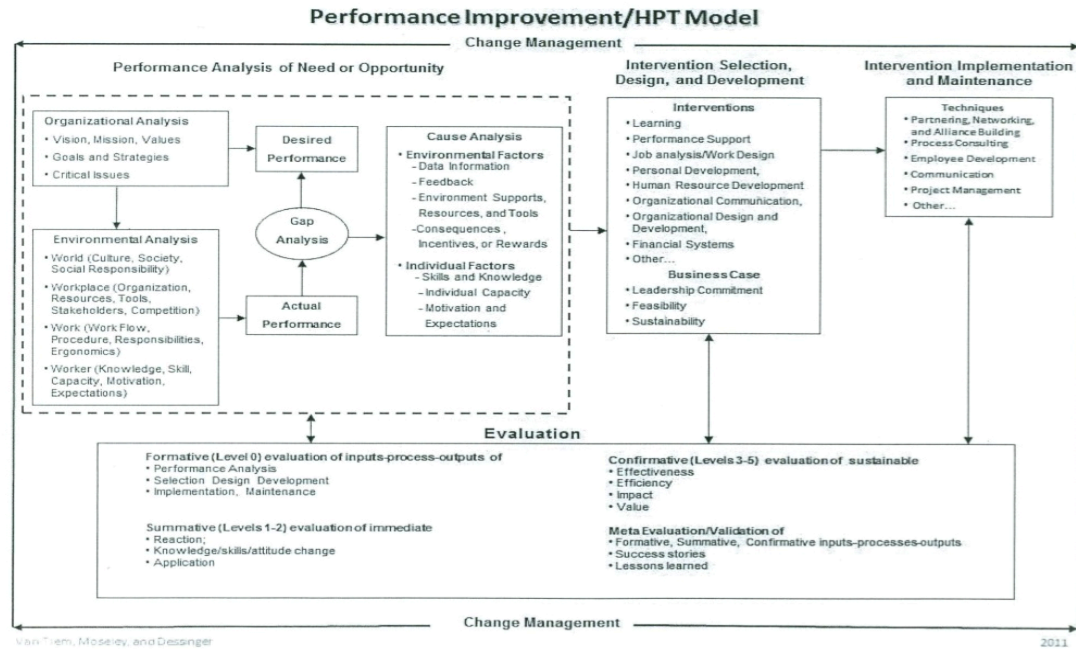 Performance Improvement/HPT Model
Change Management
Performance Analysis of Need or Opportunity
Organizational Analysis
• Vision, Mission, Values
• Goals and Strategies
• Critical Issues
Environmental Analysis
• World (Culture, Society,
Social Responsibility)
• Workplace (Organization,
Resources, Tools,
Stakeholders, Competition)
• Work (Work Flow,
Procedure, Responsibilities,
Ergonomics)
• Worker (Knowledge, Skill,
Capacity, Motivation,
Expectations)
Desired
Performance
Gap
Analysis
Actual
Performance
Cause Analysis
• Environmental Factors
– Data Information
– Feedback
– Environment Supports,
Resources, and Tools
– Consequences,
Incentives, or Rewards
• Individual Factors
– Skills and Knowledge
– Individual Capacity
– Motivation and
Expectations
Intervention Selection,
Design, and Development
Interventions
• Learning
• Performance Support
• Job analysis/Work Design
• Personal Development,
• Human Resource Development
• Organizational Communication,
• Organizational Design and
Development,
• Financial Systems
• Other...
Business Case
• Leadership Commitment
• Feasibility
• Sustainability
Intervention Implementation
and Maintenance
Techniques
• Partnering, Networking,
and Alliance Building
• Process Consulting
• Employee Development
• Communication
• Project Management
• Other...
Evaluation
Formative (Level 0) evaluation of inputs-process-outputs of
• Performance Analysis
• Selection Design Development
• Implementation, Maintenance
Summative (Levels 1-2) evaluation of immediate
• Reaction;
• Knowledge/skills/attitude change
• Application
Confirmative (Levels 3-5) evaluation of sustainable
• Effectiveness
• Efficiency
• Impact
• Value
Meta Evaluation/Validation of
• Formative, Summative, Confirmative inputs-processes-outputs
• Success stories
• Lessons learned
Change Management
Van Tiem, Moseley, and Dessinger
2011